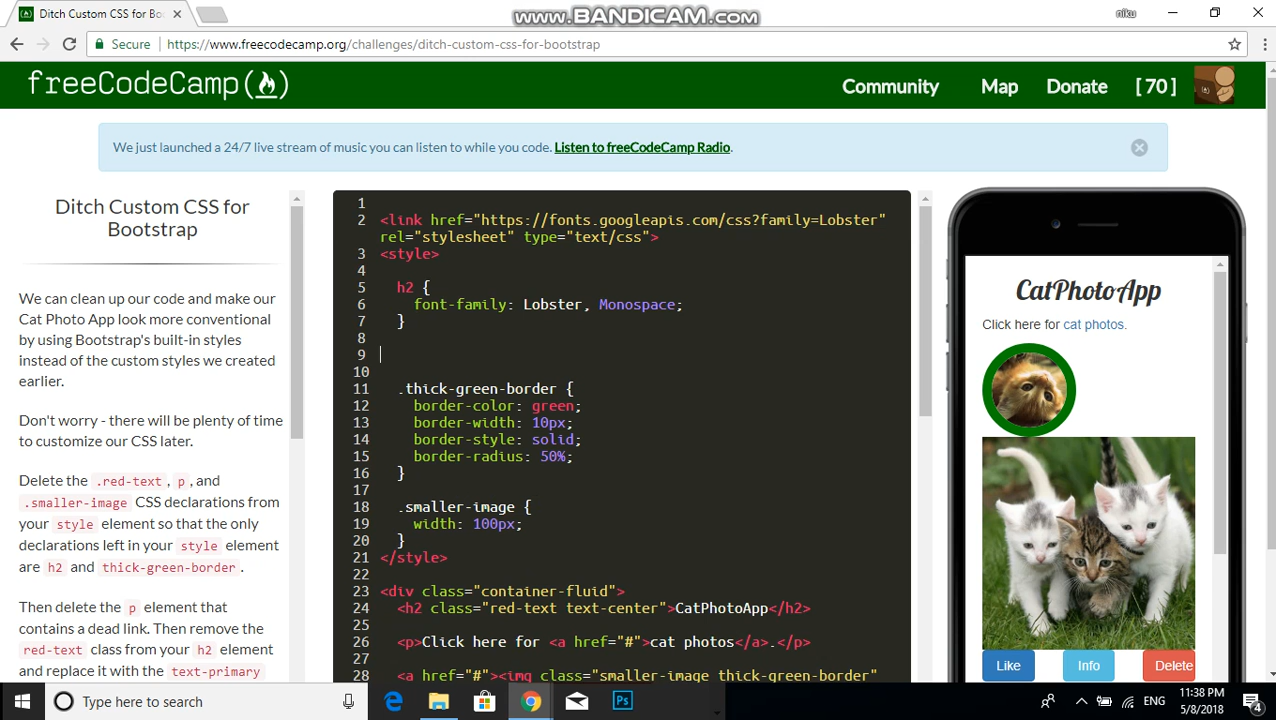 Ditch Custom CSS for Bo
www.BANDICAM.com
niku
Secure https://www.freecodecamp.org/challenges/ditch-custom-css-for-bootstrap
freeCodeCamp
Community Map Donate [ 70 ]
We just launched a 24/7 live stream of music you can listen to while you code. Listen to freeCodeCamp Radio.
Ditch Custom CSS for
Bootstrap
We can clean up our code and make our
Cat Photo App look more conventional
by using Bootstrap's built-in styles
instead of the custom styles we created
earlier.
Don't worry - there will be plenty of time
to customize our CSS later.
Delete the .red-text, p, and
.smaller-image CSS declarations from
your style element so that the only
declarations left in your style element
are h2 and thick-green-border.
Then delete the p element that
contains a dead link. Then remove the
red-text class from your h2 element
and replace it with the text-primary
1
2 <link href="https://fonts.googleapis.com/css?family=Lobster"
rel="stylesheet" type="text/css">
3 <style>
4
5 h2 {
6 font-family: Lobster, Monospace;
7 }
8
9
10
11 .thick-green-border {
12 border-color: green;
13 border-width: 10px;
14 border-style: solid;
15 border-radius: 50%;
16 }
17
18 .smaller-image {
19 width: 100px;
20 }
21 </style>
22
23 <div class="container-fluid">
24 <h2 class="red-text text-center">CatPhotoApp</h2>
25
26 <p>Click here for <a href="#">cat photos</a>.</p>
27
28 <a href="#"><img class="smaller-image thick-green-border"
CatPhotoApp
Click here for cat photos.
Like Info Delete
Type here to search
ENG
11:38 PM
5/8/2018
4